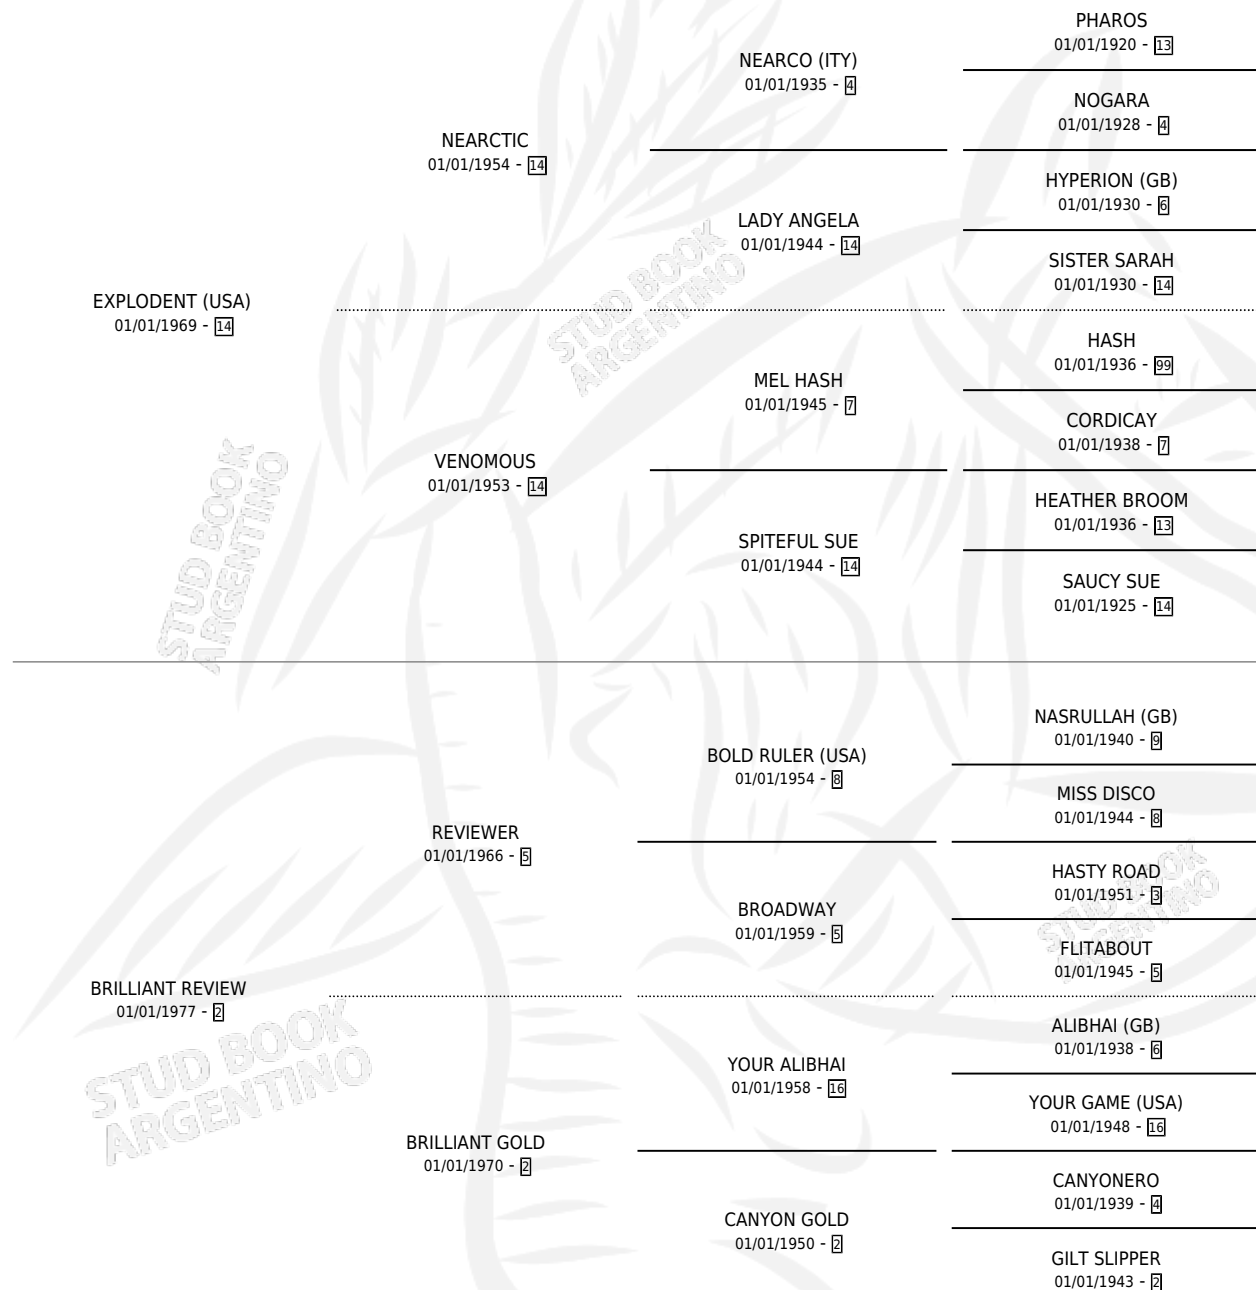 PHAROS
01/01/1920 - 13
NEARCO (ITY)
01/01/1935 - 4
NOGARA
01/01/1928 - 4
NEARCTIC
01/01/1954 - 14
HYPERION (GB)
01/01/1930 - 6
LADY ANGELA
01/01/1944 - 14
SISTER SARAH
01/01/1930 - 14
EXPLODENT (USA)
01/01/1969 - 14
HASH
01/01/1936 - 99
MEL HASH
01/01/1945 - 7
CORDICAY
01/01/1938 - 7
VENOMOUS
01/01/1953 - 14
HEATHER BROOM
01/01/1936 - 13
SPITEFUL SUE
01/01/1944 - 14
SAUCY SUE
01/01/1925 - 14
NASRULLAH (GB)
01/01/1940 - 9
BOLD RULER (USA)
01/01/1954 - 8
MISS DISCO
01/01/1944 - 8
REVIEWER
01/01/1966 - 5
HASTY ROAD
01/01/1951 - 3
BROADWAY
01/01/1959 - 5
FLITABOUT
01/01/1945 - 5
BRILLIANT REVIEW
01/01/1977 - 2
ALIBHAI (GB)
01/01/1938 - 6
YOUR ALIBHAI
01/01/1958 - 16
YOUR GAME (USA)
01/01/1948 - 16
BRILLIANT GOLD
01/01/1970 - 2
CANYONERO
01/01/1939 - 4
CANYON GOLD
01/01/1950 - 2
GILT SLIPPER
01/01/1943 - 2
STUD BOOK
ARGENTINO
STUD BOOK
ARGENTINO
STUD BOOK
ARGENTINO
STUD BOOK
ARGENTINO